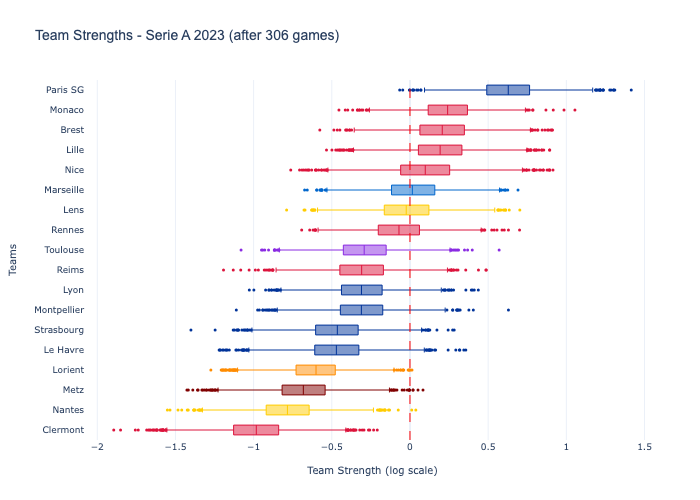 Team Strengths - Serie A 2023 (after 306 games)
Paris SG
Monaco
Brest
Lille
Nice
Marseille
Lens
Rennes
Toulouse
Reims
Lyon
Montpellier
Strasbourg
Le Havre
Lorient
Metz
Nantes
Clermont
Teams
−2 −1.5 −1 −0.5 0 0.5 1 1.5
Team Strength (log scale)